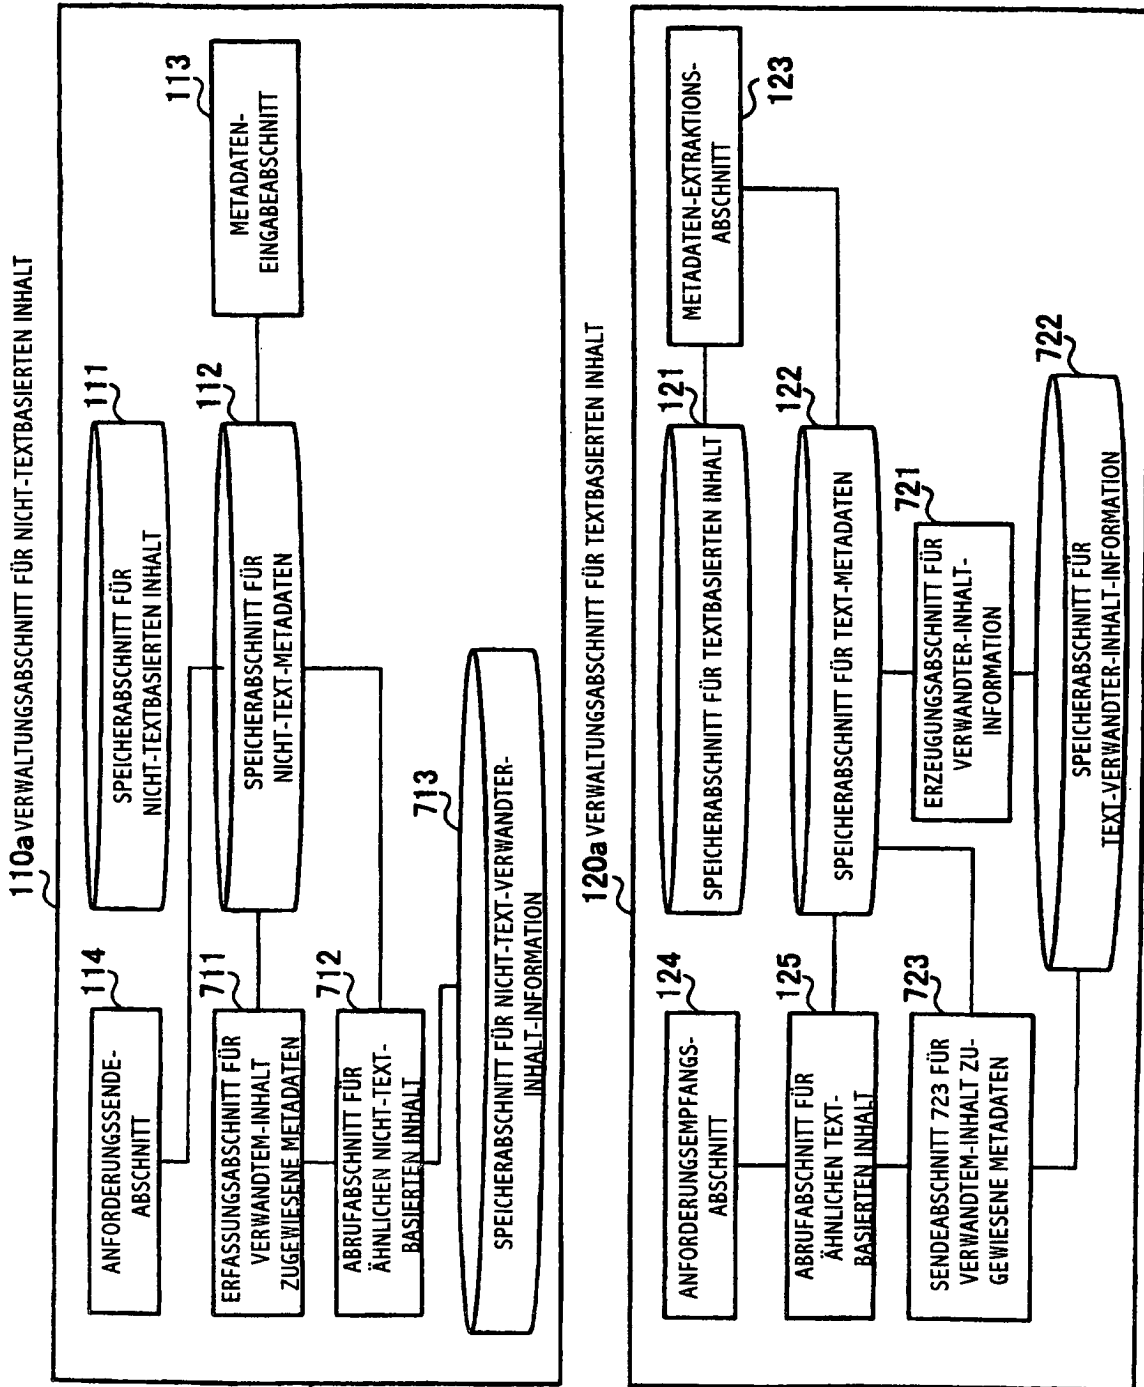 110a VERWALTUNGSABSCHNITT FÜR NICHT-TEXTBASIERTEN INHALT
114
ANFORDERUNGSSENDE-
ABSCHNITT
111
SPEICHERABSCHNITT FÜR
NICHT-TEXTBASIERTEN INHALT
711
ERFASSUNGSABSCHNITT FÜR
VERWANDTEM-INHALT
ZUGEWIESENE METADATEN
112
SPEICHERABSCHNITT FÜR
NICHT-TEXT-METADATEN
113
METADATEN-
EINGABEABSCHNITT
712
ABRUFABSCHNITT FÜR
ÄHNLICHEN NICHT-TEXT-
BASIERTEN INHALT
713
SPEICHERABSCHNITT FÜR NICHT-TEXT-VERWANDTER-
INHALT-INFORMATION
120a VERWALTUNGSABSCHNITT FÜR TEXTBASIERTEN INHALT
124
ANFORDERUNGSEMPFANGS-
ABSCHNITT
121
SPEICHERABSCHNITT FÜR TEXTBASIERTEN INHALT
123
METADATEN-EXTRAKTIONS-
ABSCHNITT
125
ABRUFABSCHNITT FÜR
ÄHNLICHEN TEXT-
BASIERTEN INHALT
122
SPEICHERABSCHNITT FÜR TEXT-METADATEN
723
SENDEABSCHNITT 723 FÜR
VERWANDTEM-INHALT ZU-
GEWIESENE METADATEN
721
ERZEUGUNGSABSCHNITT FÜR
VERWANDTER-INHALT-
INFORMATION
722
SPEICHERABSCHNITT FÜR
TEXT-VERWANDTER-INHALT-INFORMATION